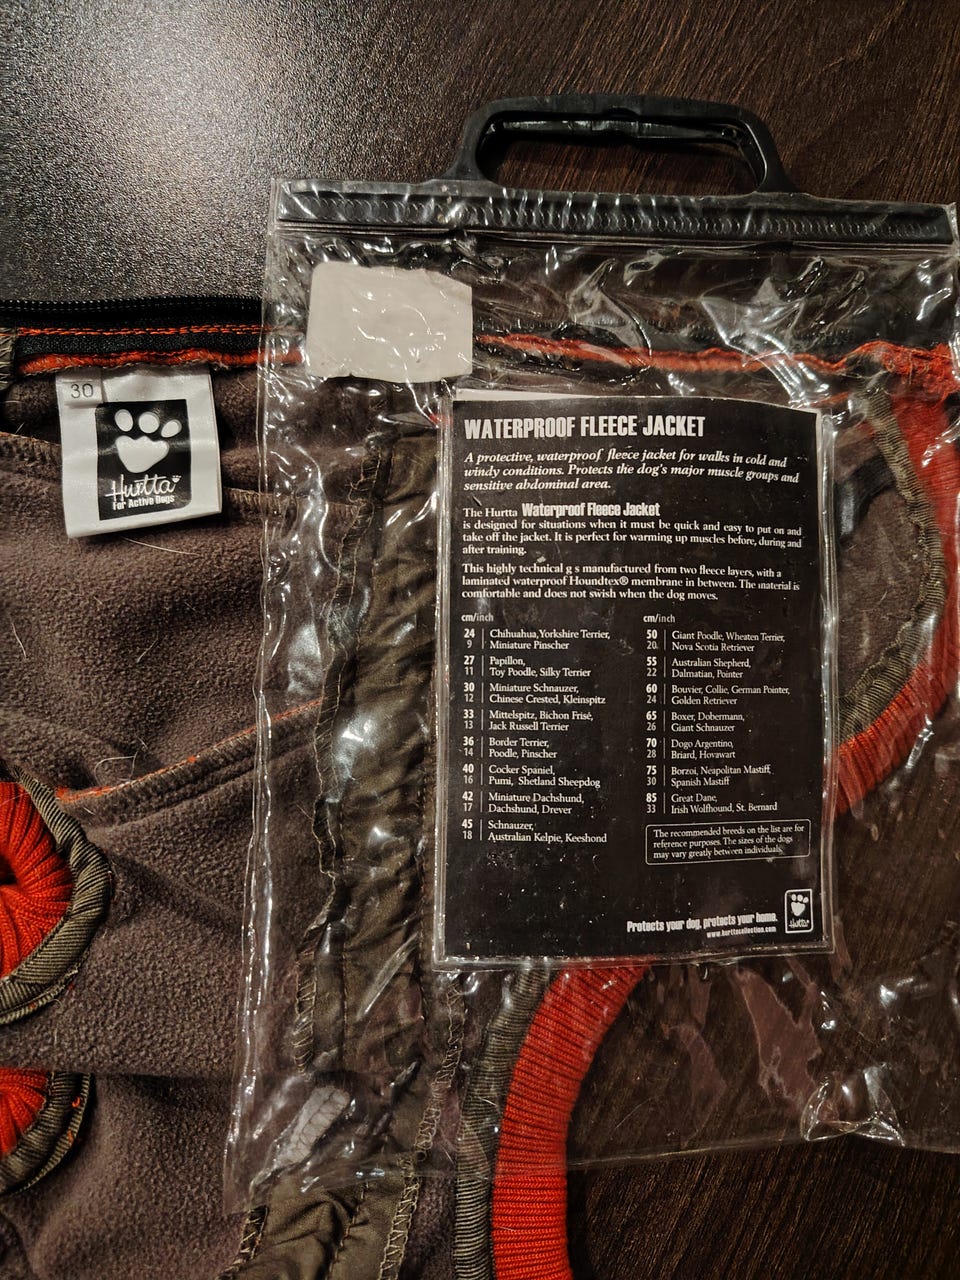 30
Hurtta
For Active Dogs
WATERPROOF FLEECE JACKET
A protective, waterproof fleece jacket for walks in cold and
windy conditions. Protects the dog's major muscle groups and
sensitive abdominal area.
The Hurtta Waterproof Fleece Jacket
is designed for situations when it must be quick and easy to put on and
take off the jacket. It is perfect for warming up muscles before, during and
after training.
This highly technical g s manufactured from two fleece layers, with a
laminated waterproof Houndtex® membrane in between. The material is
comfortable and does not swish when the dog moves.
cm/inch
24 Chihuahua, Yorkshire Terrier,
9 Miniature Pinscher
27 Papillon,
11 Toy Poodle, Silky Terrier
30 Miniature Schnauzer,
12 Chinese Crested, Kleinspitz
33 Mittelspitz, Bichon Frisé,
13 Jack Russell Terrier
36 Border Terrier,
14 Poodle, Pinscher
40 Cocker Spaniel,
16 Pumi, Shetland Sheepdog
42 Miniature Dachshund,
17 Dachshund, Drever
45 Schnauzer,
18 Australian Kelpie, Keeshond
cm/inch
50 Giant Poodle, Wheaten Terrier,
20 Nova Scotia Retriever
55 Australian Shepherd,
22 Dalmatian, Pointer
60 Bouvier, Collie, German Pointer,
24 Golden Retriever
65 Boxer, Dobermann,
26 Giant Schnauzer
70 Dogo Argentino,
28 Briard, Hovawart
75 Borzoi, Neapolitan Mastiff,
30 Spanish Mastiff
85 Great Dane,
33 Irish Wolfhound, St. Bernard
The recommended breeds on the list are for
reference purposes. The sizes of the dogs
may vary greatly between individuals.
Protects your dog, protects your home.
www.hurttacollection.com
Hurtta